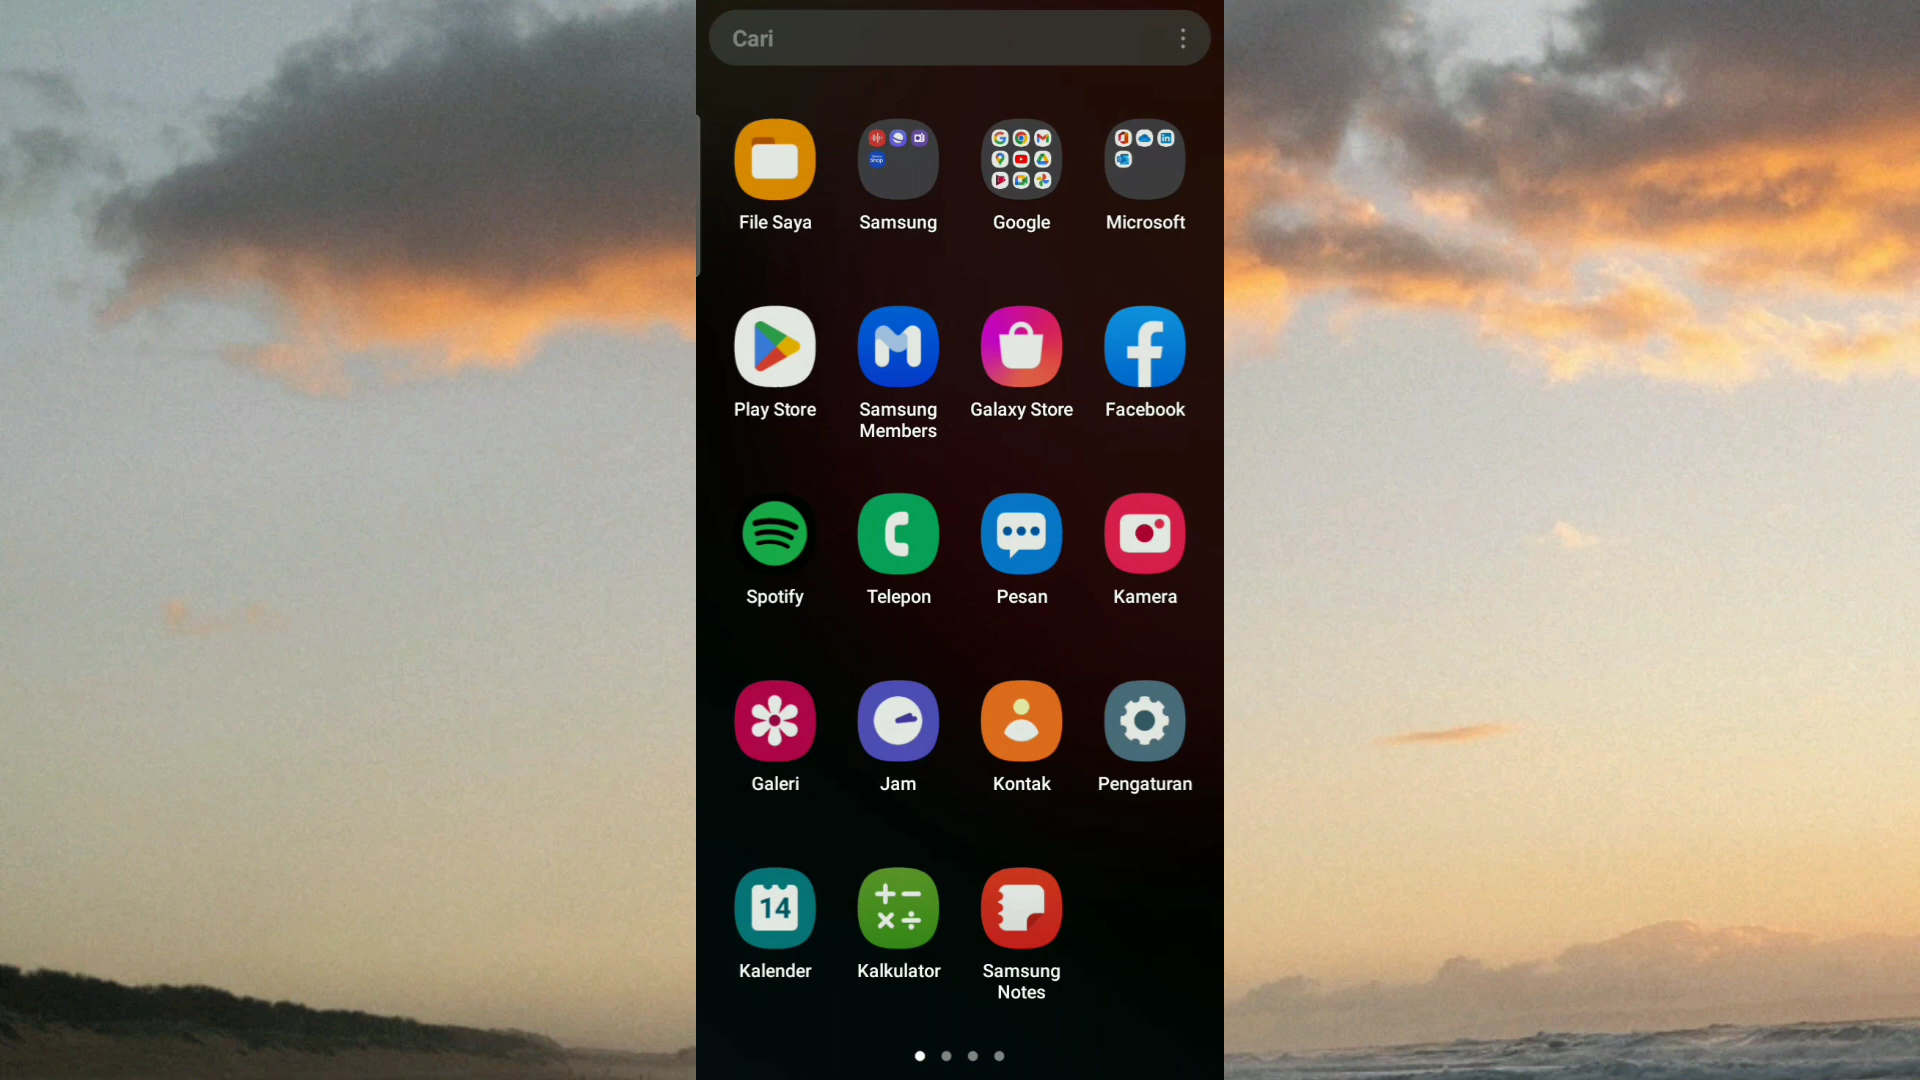 Cari
File Saya
Samsung
Google
Microsoft
Play Store
Samsung
Members
Galaxy Store
Facebook
Spotify
Telepon
Pesan
Kamera
Galeri
Jam
Kontak
Pengaturan
14
Kalender
Kalkulator
Samsung
Notes